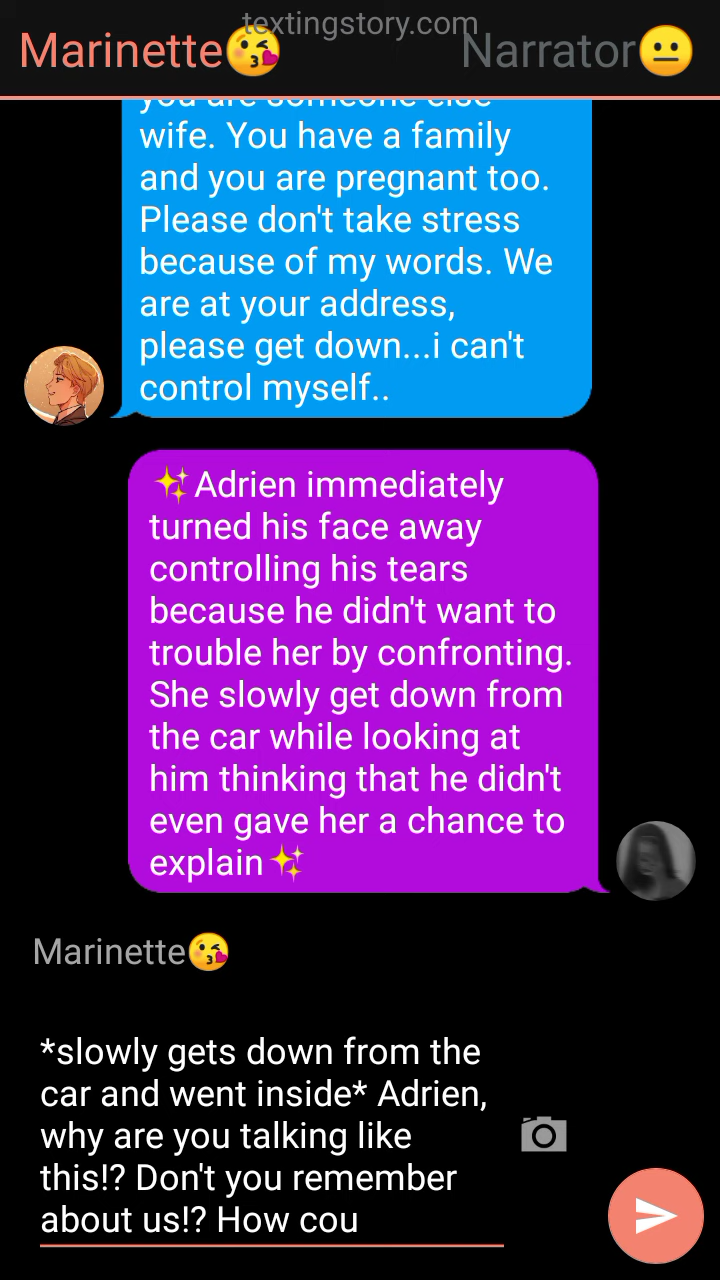 textingstory.com
Marinette😘 Narrator😐
you are someone else
wife. You have a family
and you are pregnant too.
Please don't take stress
because of my words. We
are at your address,
please get down...i can't
control myself..
✨Adrien immediately
turned his face away
controlling his tears
because he didn't want to
trouble her by confronting.
She slowly get down from
the car while looking at
him thinking that he didn't
even gave her a chance to
explain✨
Marinette😘
*slowly gets down from the
car and went inside* Adrien,
why are you talking like
this!? Don't you remember
about us!? How cou